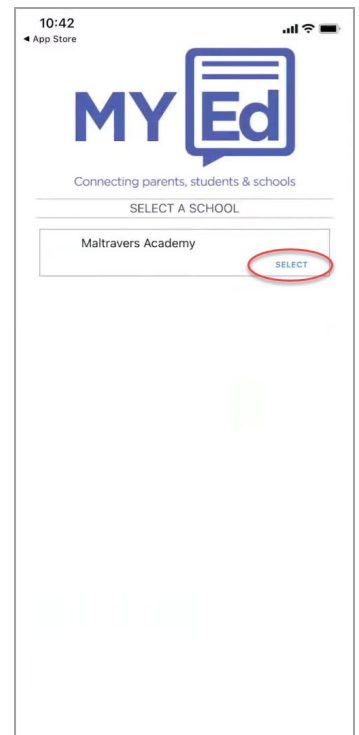 10:42
◀ App Store
MY Ed
Connecting parents, students & schools
SELECT A SCHOOL
Maltravers Academy
SELECT